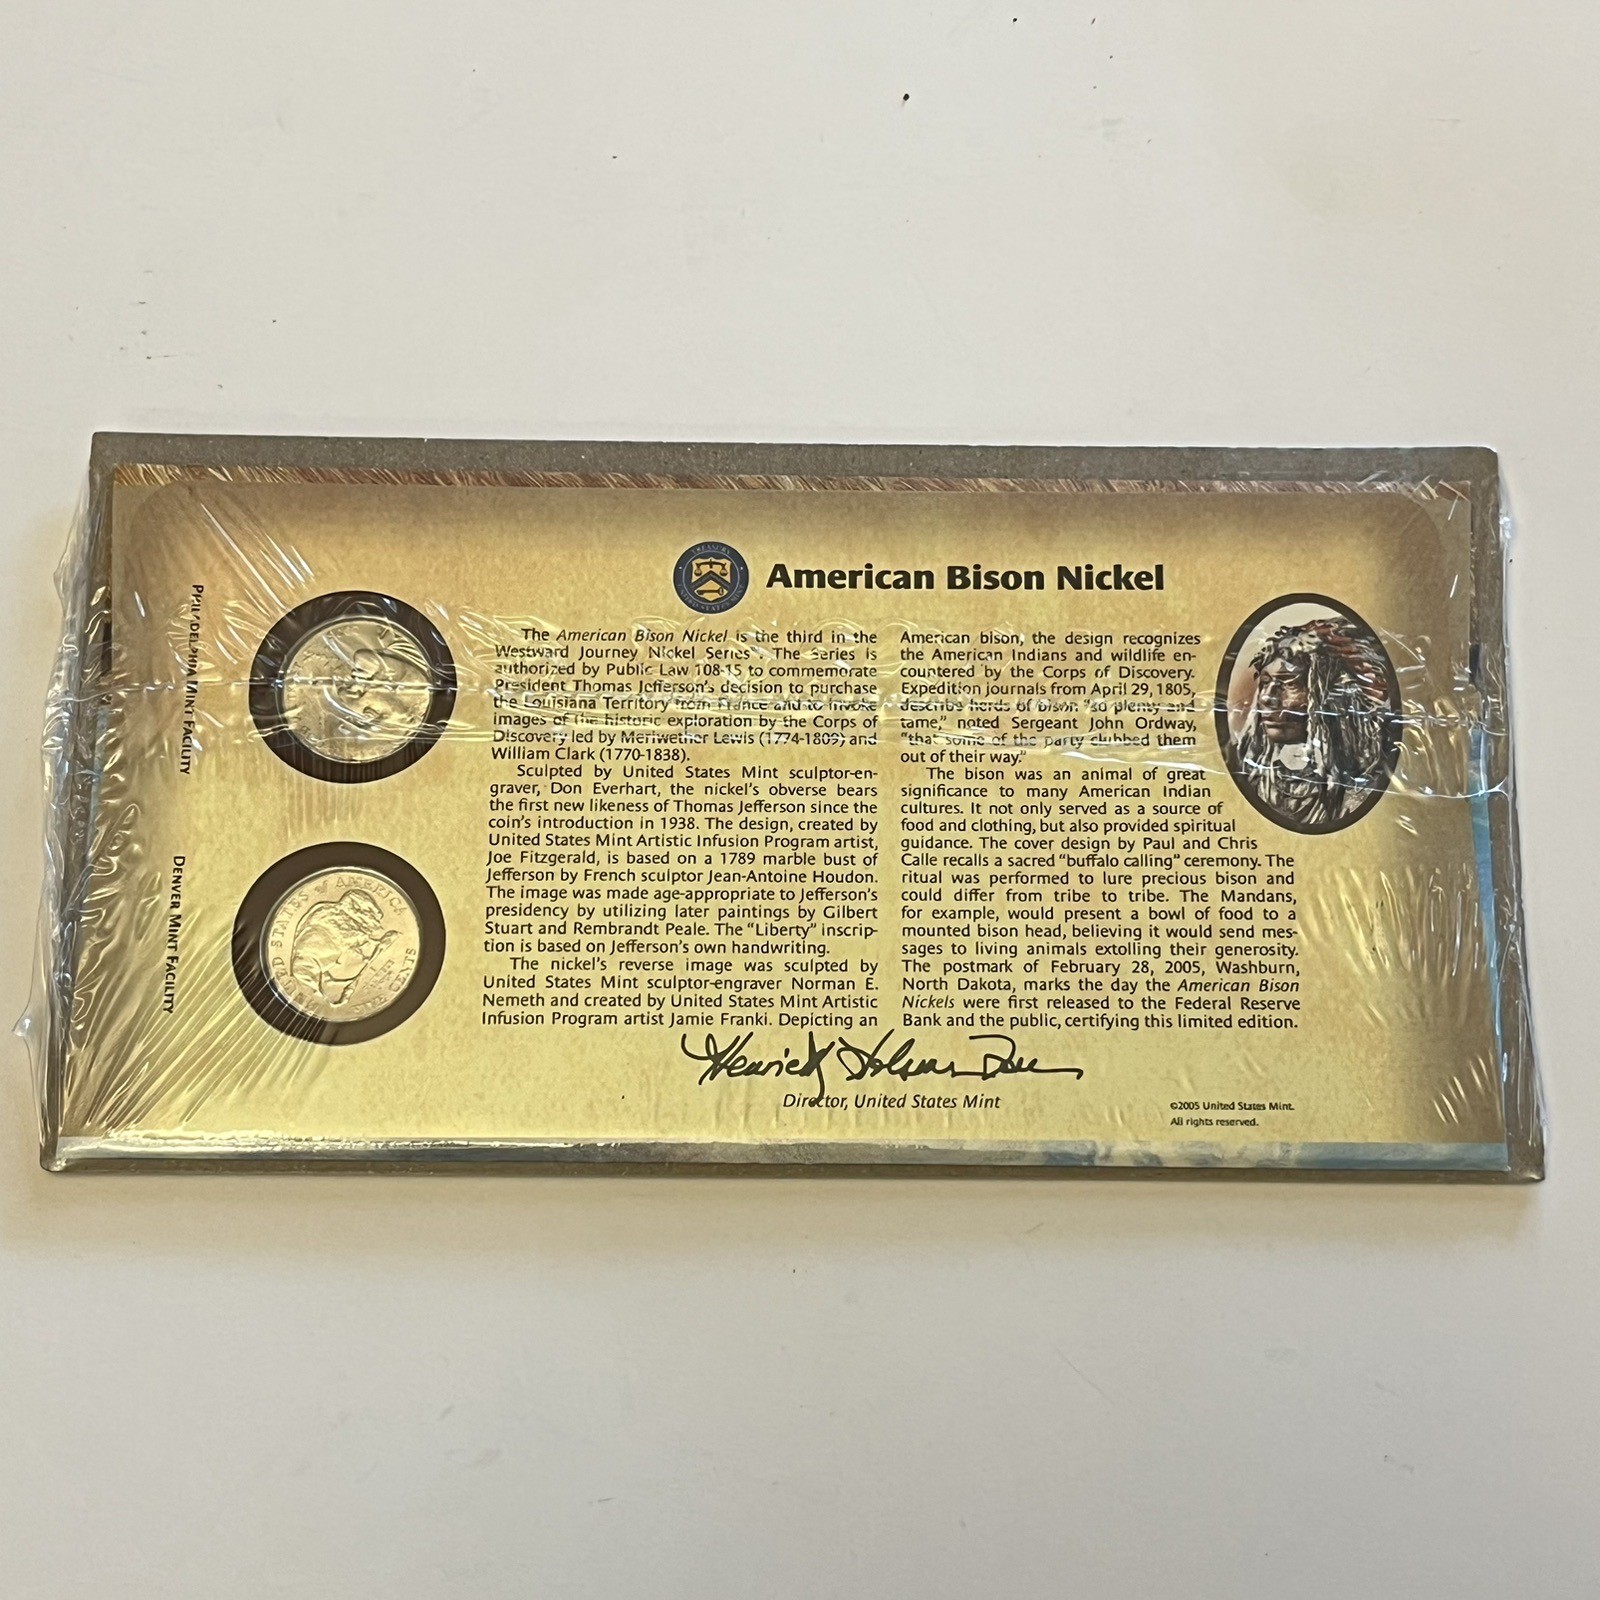 American Bison Nickel
PHILADELPHIA MINT FACILITY
DENVER MINT FACILITY
UNITED STATES of AMERICA
FIVE CENTS
The American Bison Nickel is the third in the
Westward Journey Nickel Series™. The Series is
authorized by Public Law 108-15 to commemorate
President Thomas Jefferson's decision to purchase
the Louisiana Territory from France and to invoke
images of the historic exploration by the Corps of
Discovery led by Meriwether Lewis (1774-1809) and
William Clark (1770-1838).
Sculpted by United States Mint sculptor-en-
graver, Don Everhart, the nickel's obverse bears
the first new likeness of Thomas Jefferson since the
coin's introduction in 1938. The design, created by
United States Mint Artistic Infusion Program artist,
Joe Fitzgerald, is based on a 1789 marble bust of
Jefferson by French sculptor Jean-Antoine Houdon.
The image was made age-appropriate to Jefferson's
presidency by utilizing later paintings by Gilbert
Stuart and Rembrandt Peale. The "Liberty" inscrip-
tion is based on Jefferson's own handwriting.
The nickel's reverse image was sculpted by
United States Mint sculptor-engraver Norman E.
Nemeth and created by United States Mint Artistic
Infusion Program artist Jamie Franki. Depicting an
American bison, the design recognizes
the American Indians and wildlife en-
countered by the Corps of Discovery.
Expedition journals from April 29, 1805,
describe herds of bison "so plenty and
tame," noted Sergeant John Ordway,
"that some of the party clubbed them
out of their way."
The bison was an animal of great
significance to many American Indian
cultures. It not only served as a source of
food and clothing, but also provided spiritual
guidance. The cover design by Paul and Chris
Calle recalls a sacred "buffalo calling" ceremony. The
ritual was performed to lure precious bison and
could differ from tribe to tribe. The Mandans,
for example, would present a bowl of food to a
mounted bison head, believing it would send mes-
sages to living animals extolling their generosity.
The postmark of February 28, 2005, Washburn,
North Dakota, marks the day the American Bison
Nickels were first released to the Federal Reserve
Bank and the public, certifying this limited edition.
Henrietta Holsman Fore
Director, United States Mint
©2005 United States Mint.
All rights reserved.